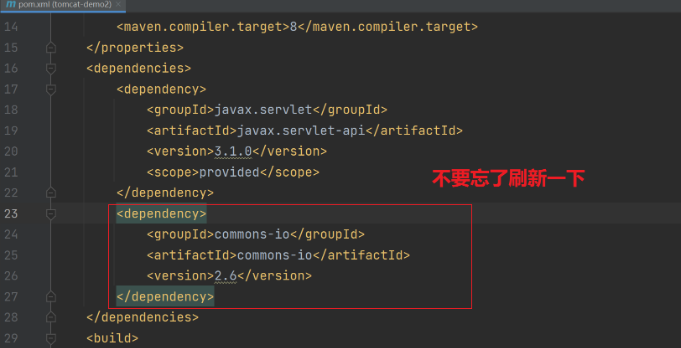 pom.xml (tomcat-demo2)
14 <maven.compiler.target>8</maven.compiler.target>
15 </properties>
16 <dependencies>
17 <dependency>
18 <groupId>javax.servlet</groupId>
19 <artifactId>javax.servlet-api</artifactId>
20 <version>3.1.0</version>
21 <scope>provided</scope>
不要忘了刷新一下
22 </dependency>
23 <dependency>
24 <groupId>commons-io</groupId>
25 <artifactId>commons-io</artifactId>
26 <version>2.6</version>
27 </dependency>
28 </dependencies>
29 <build>